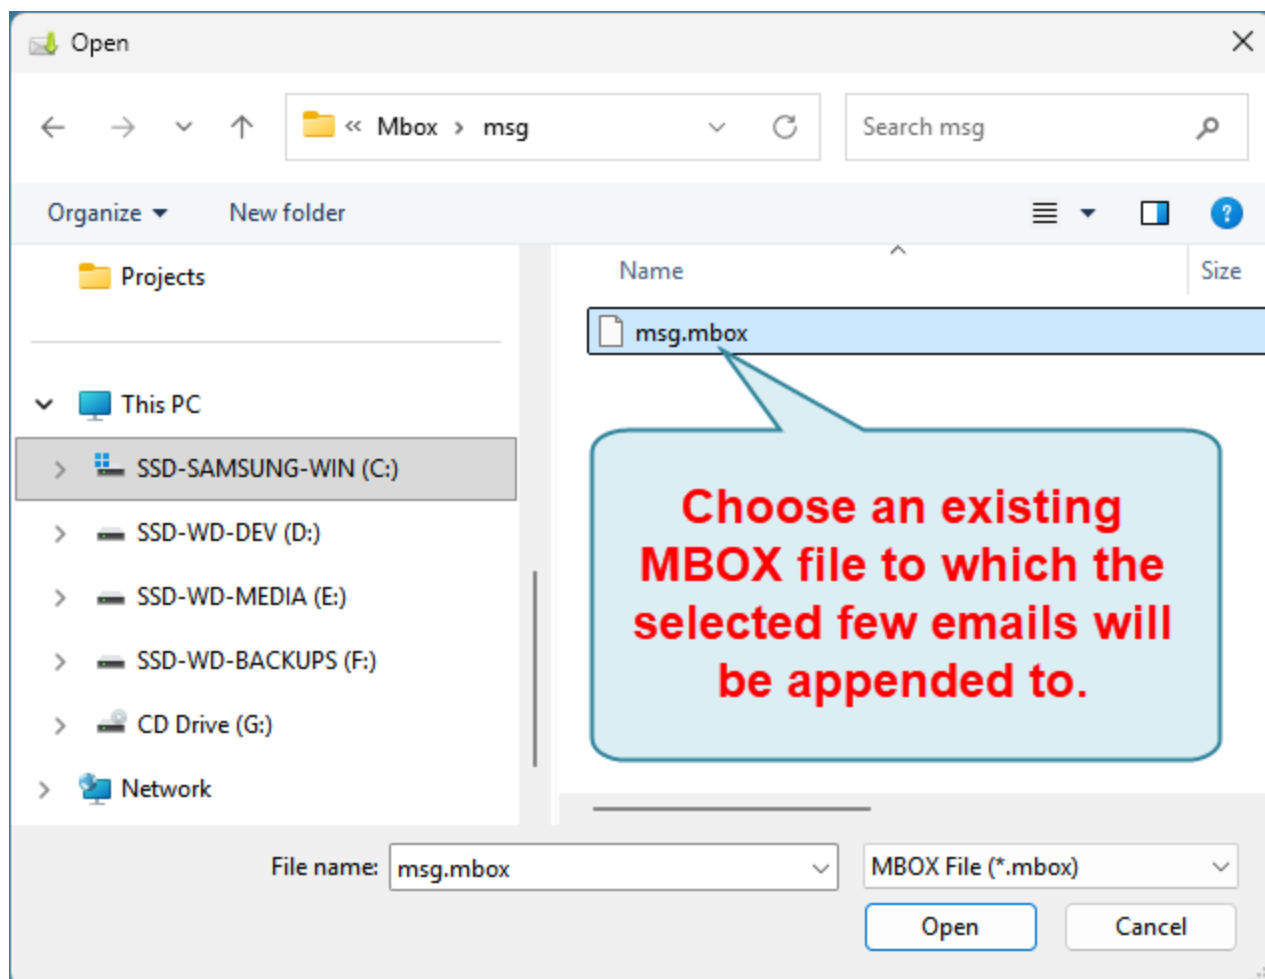 Open
« Mbox > msg
Search msg
Organize
New folder
Projects
Name
Size
msg.mbox
This PC
SSD-SAMSUNG-WIN (C:)
SSD-WD-DEV (D:)
SSD-WD-MEDIA (E:)
SSD-WD-BACKUPS (F:)
CD Drive (G:)
Network
Choose an existing
MBOX file to which the
selected few emails will
be appended to.
File name: msg.mbox
MBOX File (*.mbox)
Open
Cancel